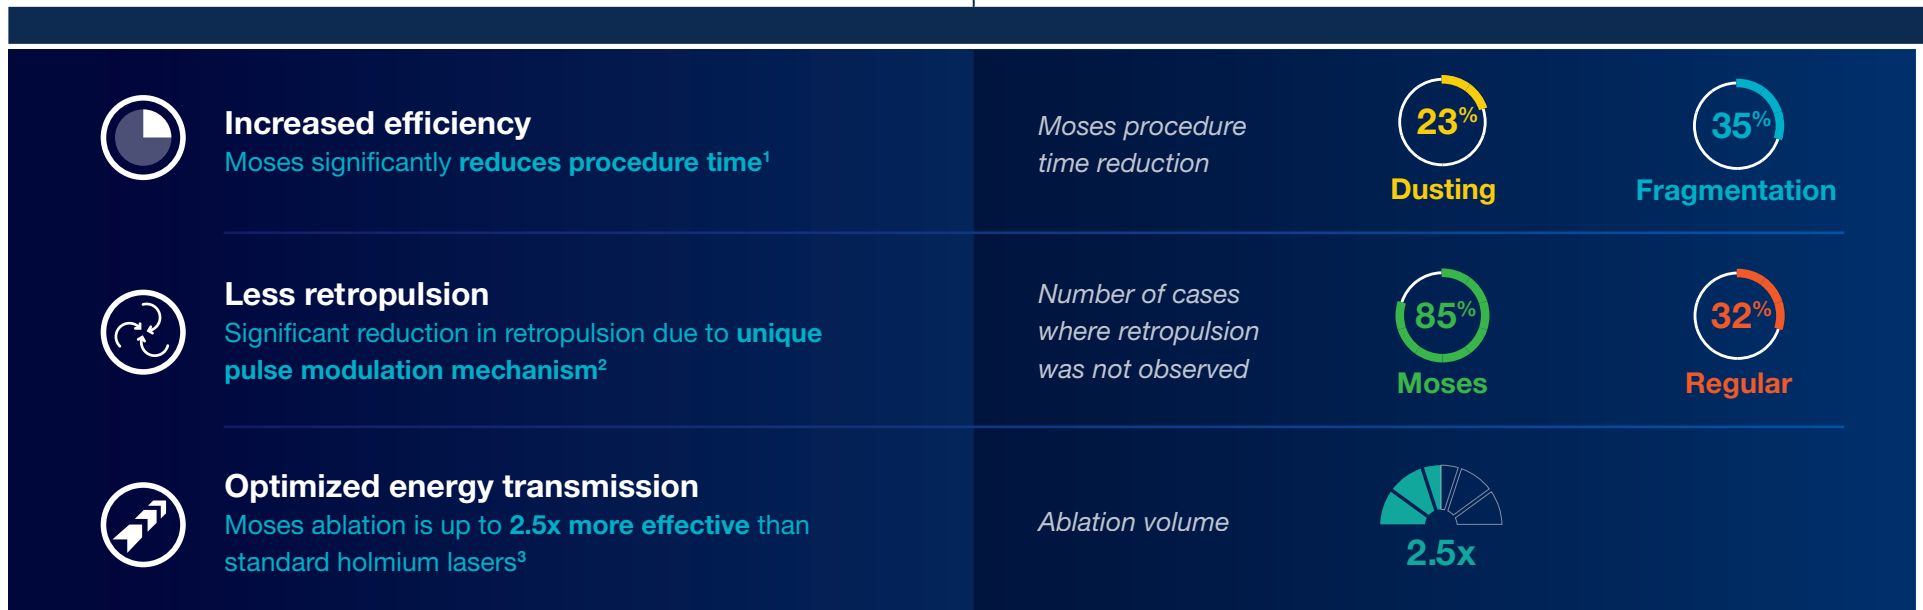 Increased efficiency
Moses significantly reduces procedure time¹
Moses procedure
time reduction
23%
Dusting
35%
Fragmentation
Less retropulsion
Significant reduction in retropulsion due to unique
pulse modulation mechanism²
Number of cases
where retropulsion
was not observed
85%
Moses
32%
Regular
Optimized energy transmission
Moses ablation is up to 2.5x more effective than
standard holmium lasers³
Ablation volume
2.5x